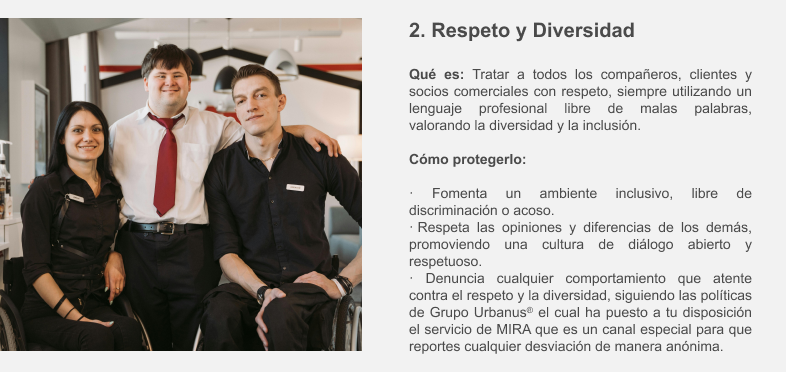 2. Respeto y Diversidad
Qué es: Tratar a todos los compañeros, clientes y
socios comerciales con respeto, siempre utilizando un
lenguaje profesional libre de malas palabras,
valorando la diversidad y la inclusión.
Cómo protegerlo:
· Fomenta un ambiente inclusivo, libre de
discriminación o acoso.
· Respeta las opiniones y diferencias de los demás,
promoviendo una cultura de diálogo abierto y
respetuoso.
· Denuncia cualquier comportamiento que atente
contra el respeto y la diversidad, siguiendo las políticas
de Grupo Urbanus® el cual ha puesto a tu disposición
el servicio de MIRA que es un canal especial para que
reportes cualquier desviación de manera anónima.